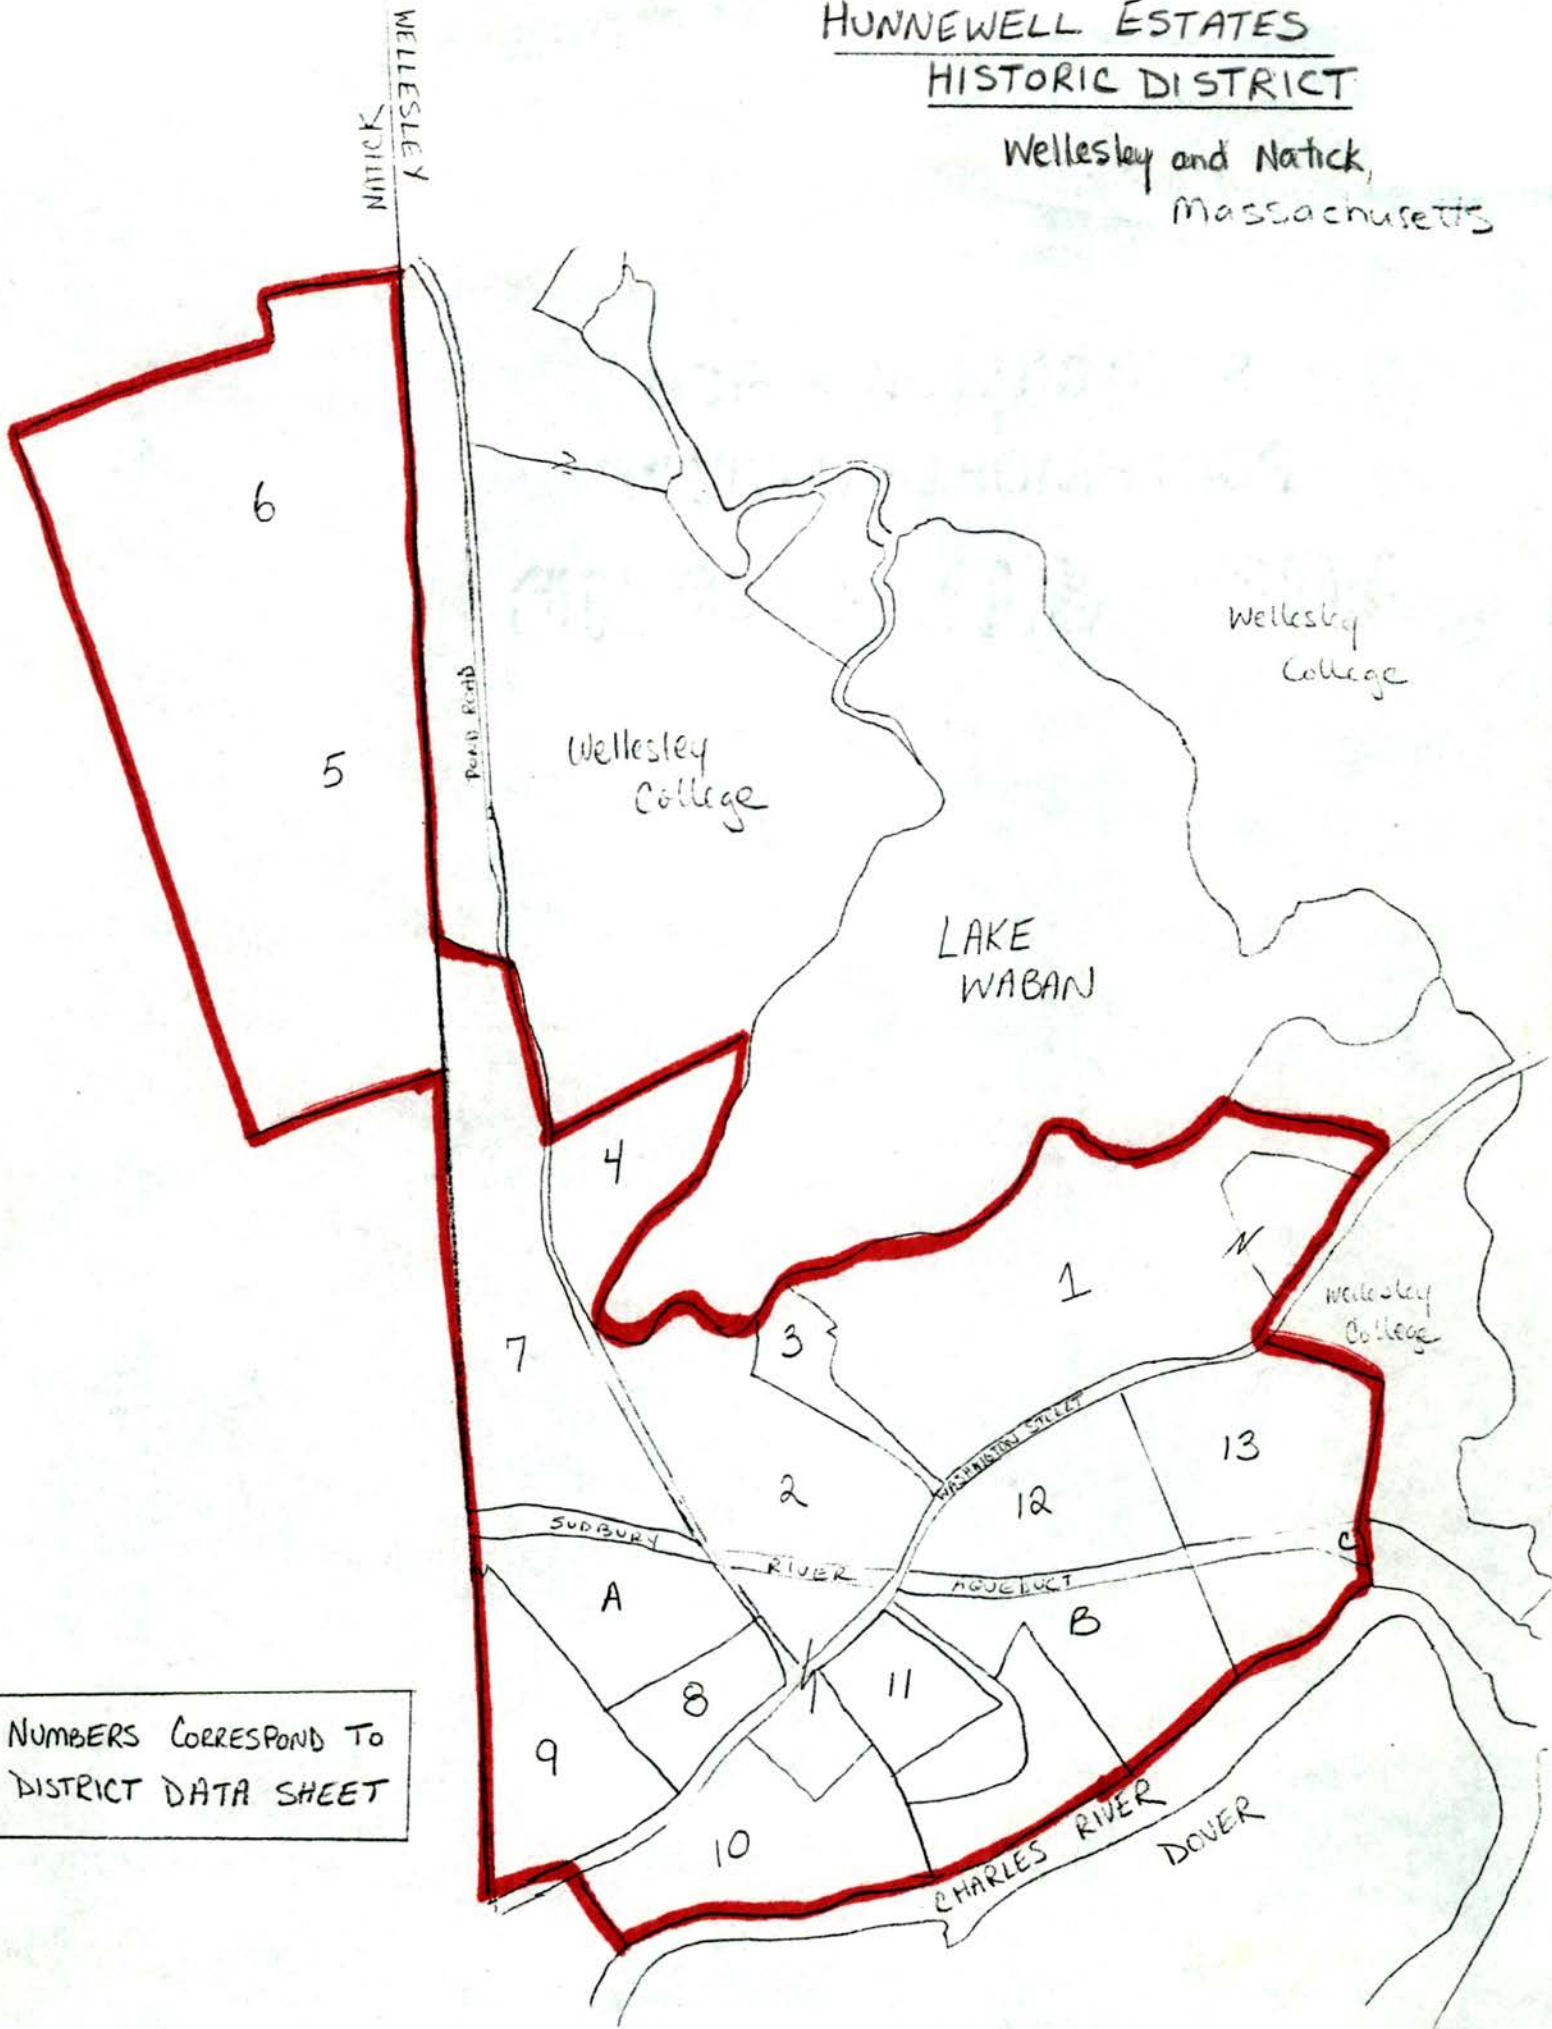 HUNNEWELL ESTATES
HISTORIC DISTRICT
Wellesley and Natick,
Massachusetts
NATICK
WELLESLEY
6
5
POND ROAD
Wellesley
College
Wellesley
College
LAKE
WABAN
4
1
N
Wellesley
College
7
3
2
WASHINGTON STREET
12
13
SUDBURY
RIVER
AQUEDUCT
C
A
B
8
11
9
10
CHARLES RIVER
DOVER
NUMBERS CORRESPOND TO
DISTRICT DATA SHEET